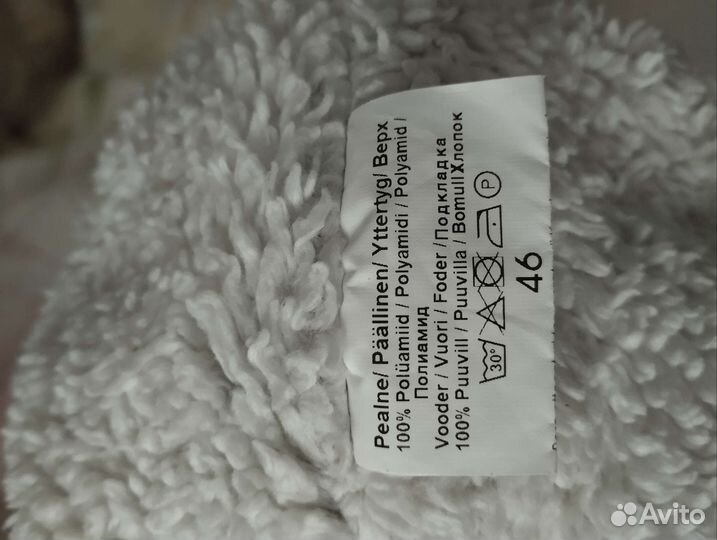 Pealne/ Päällinen/ Yttertyg/ Верх
100% Polüamiid / Polyamidi / Polyamid /
Полиамид
Vooder / Vuori / Foder /Подкладка
100% Puuvill / Puuvilla / Bomull Хлопок
30° P
46
Avito